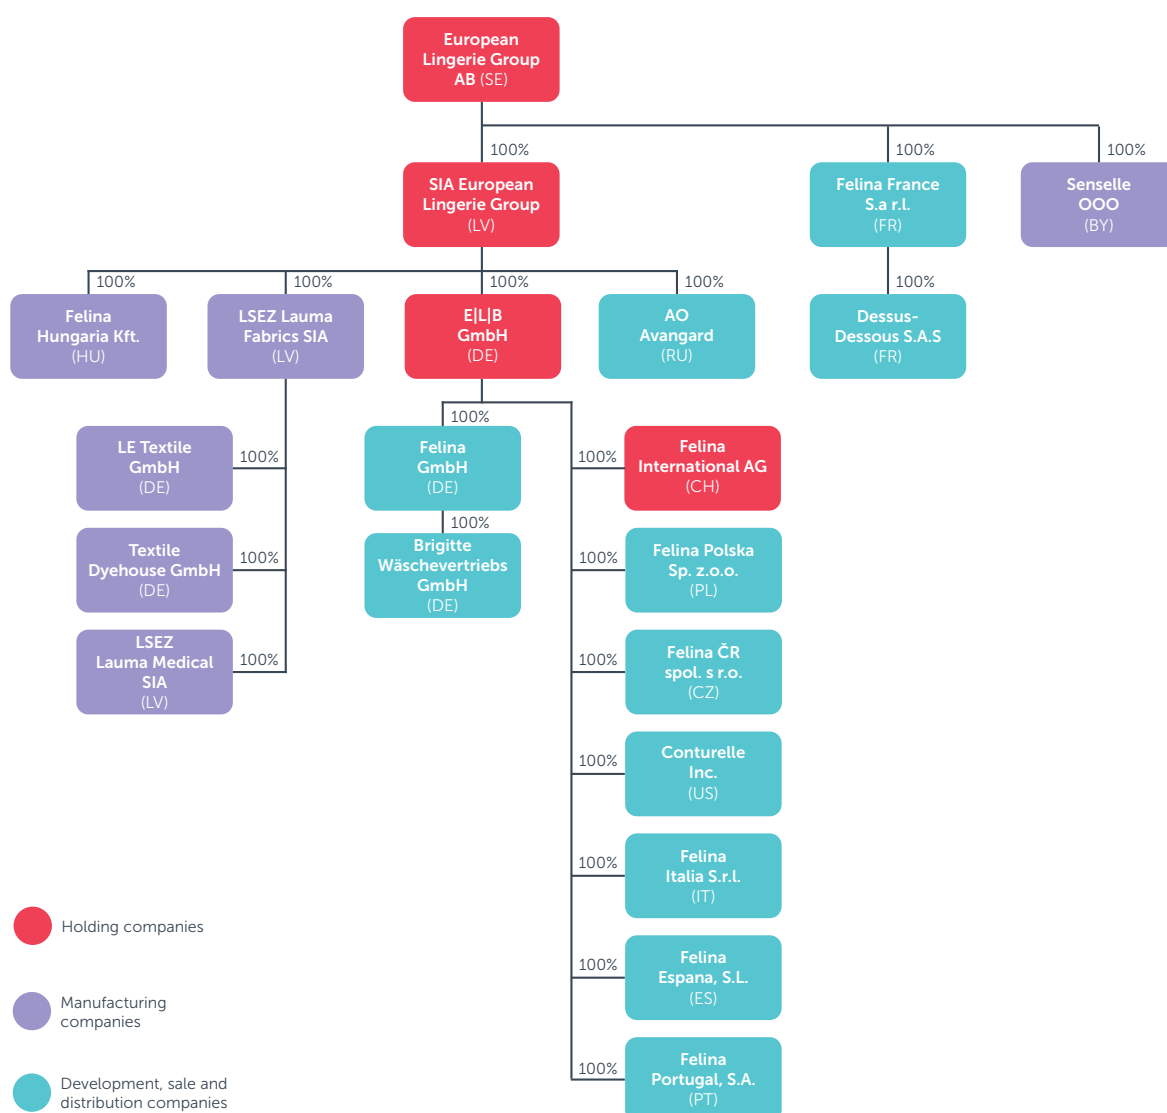 European
Lingerie Group
AB (SE)
100%
100%
100%
SIA European
Lingerie Group
(LV)
Felina France
S.a r.l.
(FR)
Senselle
OOO
(BY)
100%
100%
100%
100%
100%
Felina
Hungaria Kft.
(HU)
LSEZ Lauma
Fabrics SIA
(LV)
E|L|B
GmbH
(DE)
AO
Avangard
(RU)
Dessus-
Dessous S.A.S
(FR)
100%
LE Textile
GmbH
(DE)
100%
Felina
GmbH
(DE)
100%
Felina
International AG
(CH)
100%
Textile
Dyehouse GmbH
(DE)
100%
Brigitte
Wäschevertriebs
GmbH
(DE)
100%
Felina Polska
Sp. z.o.o.
(PL)
LSEZ
Lauma Medical
SIA
(LV)
100%
100%
Felina ČR
spol. s r.o.
(CZ)
100%
Conturelle
Inc.
(US)
100%
Felina
Italia S.r.l.
(IT)
100%
Felina
Espana, S.L.
(ES)
100%
Felina
Portugal, S.A.
(PT)
Holding companies
Manufacturing
companies
Development, sale and
distribution companies